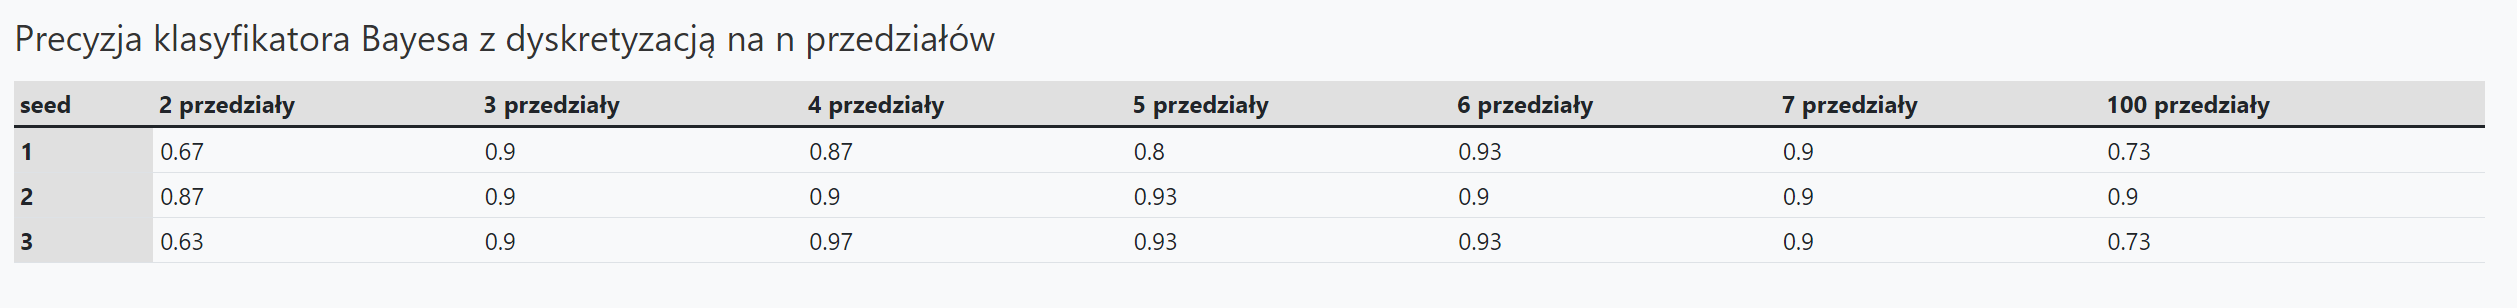 Precyzja klasyfikatora Bayesa z dyskretyzacją na n przedziałów
seed 2 przedziały 3 przedziały 4 przedziały 5 przedziały 6 przedziały 7 przedziały 100 przedziały
1 0.67 0.9 0.87 0.8 0.93 0.9 0.73
2 0.87 0.9 0.9 0.93 0.9 0.9 0.9
3 0.63 0.9 0.97 0.93 0.93 0.9 0.73